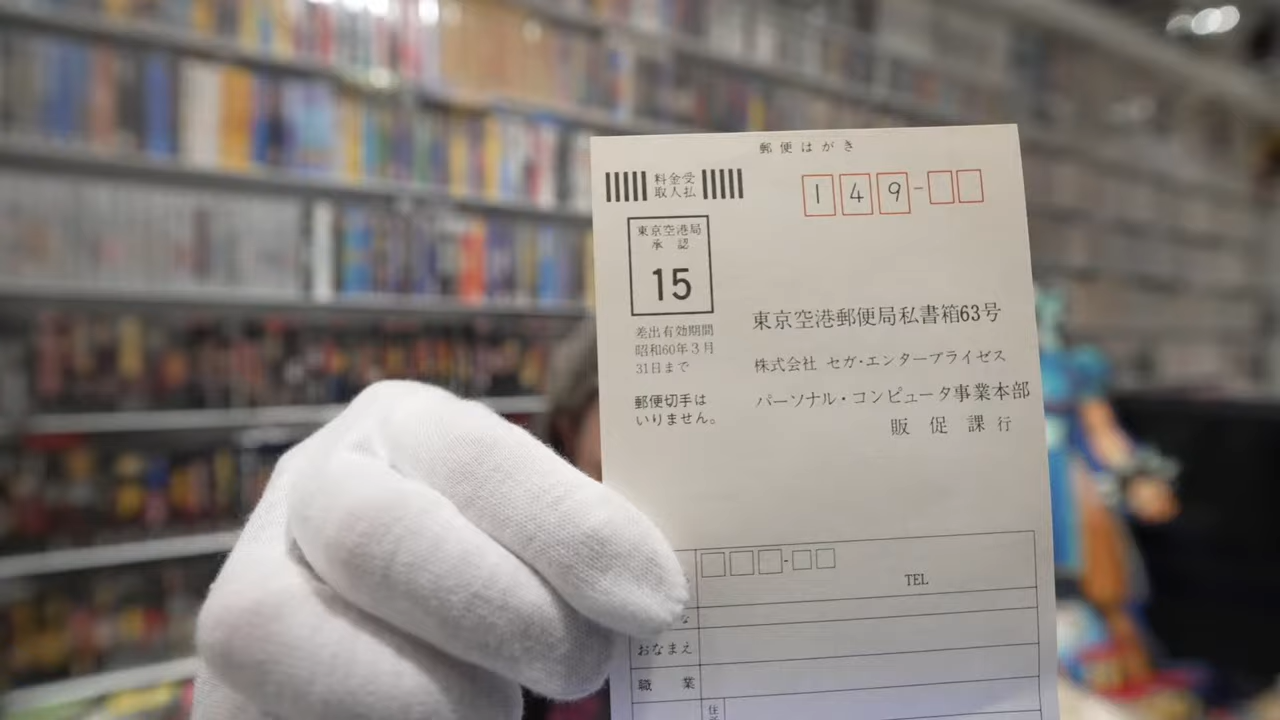 郵便はがき
料金受
取人払
149-
東京空港局
承 認
15
差出有効期間
昭和60年3月
31日まで
郵便切手は
いりません。
東京空港郵便局私書箱63号
株式会社 セガ・エンタープライゼス
パーソナル・コンピュータ事業本部
販 促 課 行
TEL
な
おなまえ
職 業